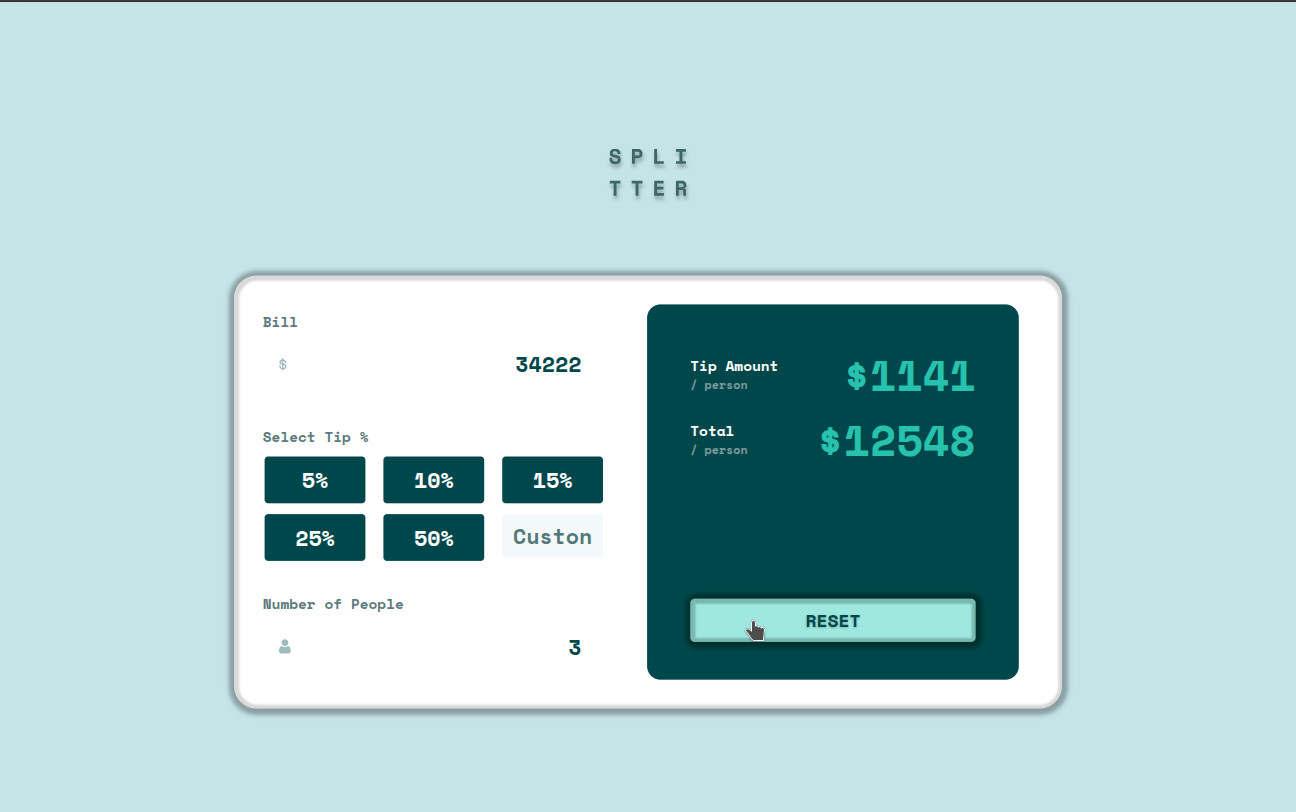 SPLI
TTER
Bill
$
34222
Select Tip %
5%
10%
15%
25%
50%
Custon
Number of People
3
Tip Amount
/ person
$1141
Total
/ person
$12548
RESET